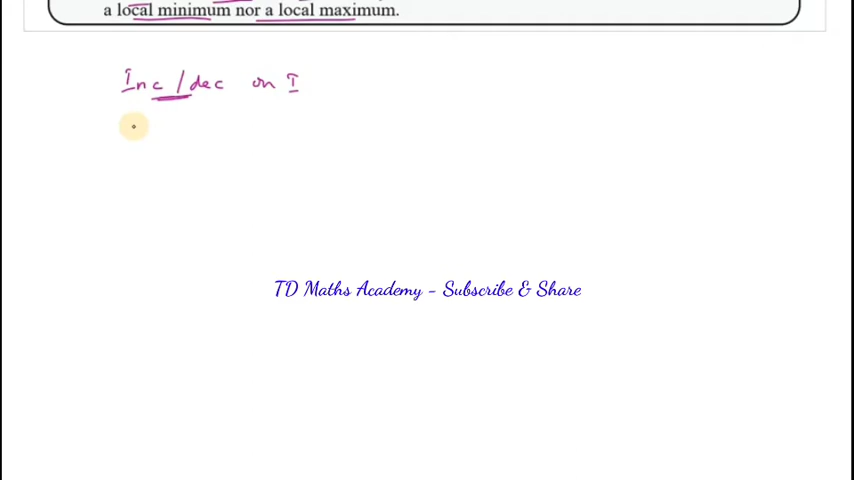 a local minimum nor a local maximum.
Inc/dec on I
TD Maths Academy - Subscribe & Share